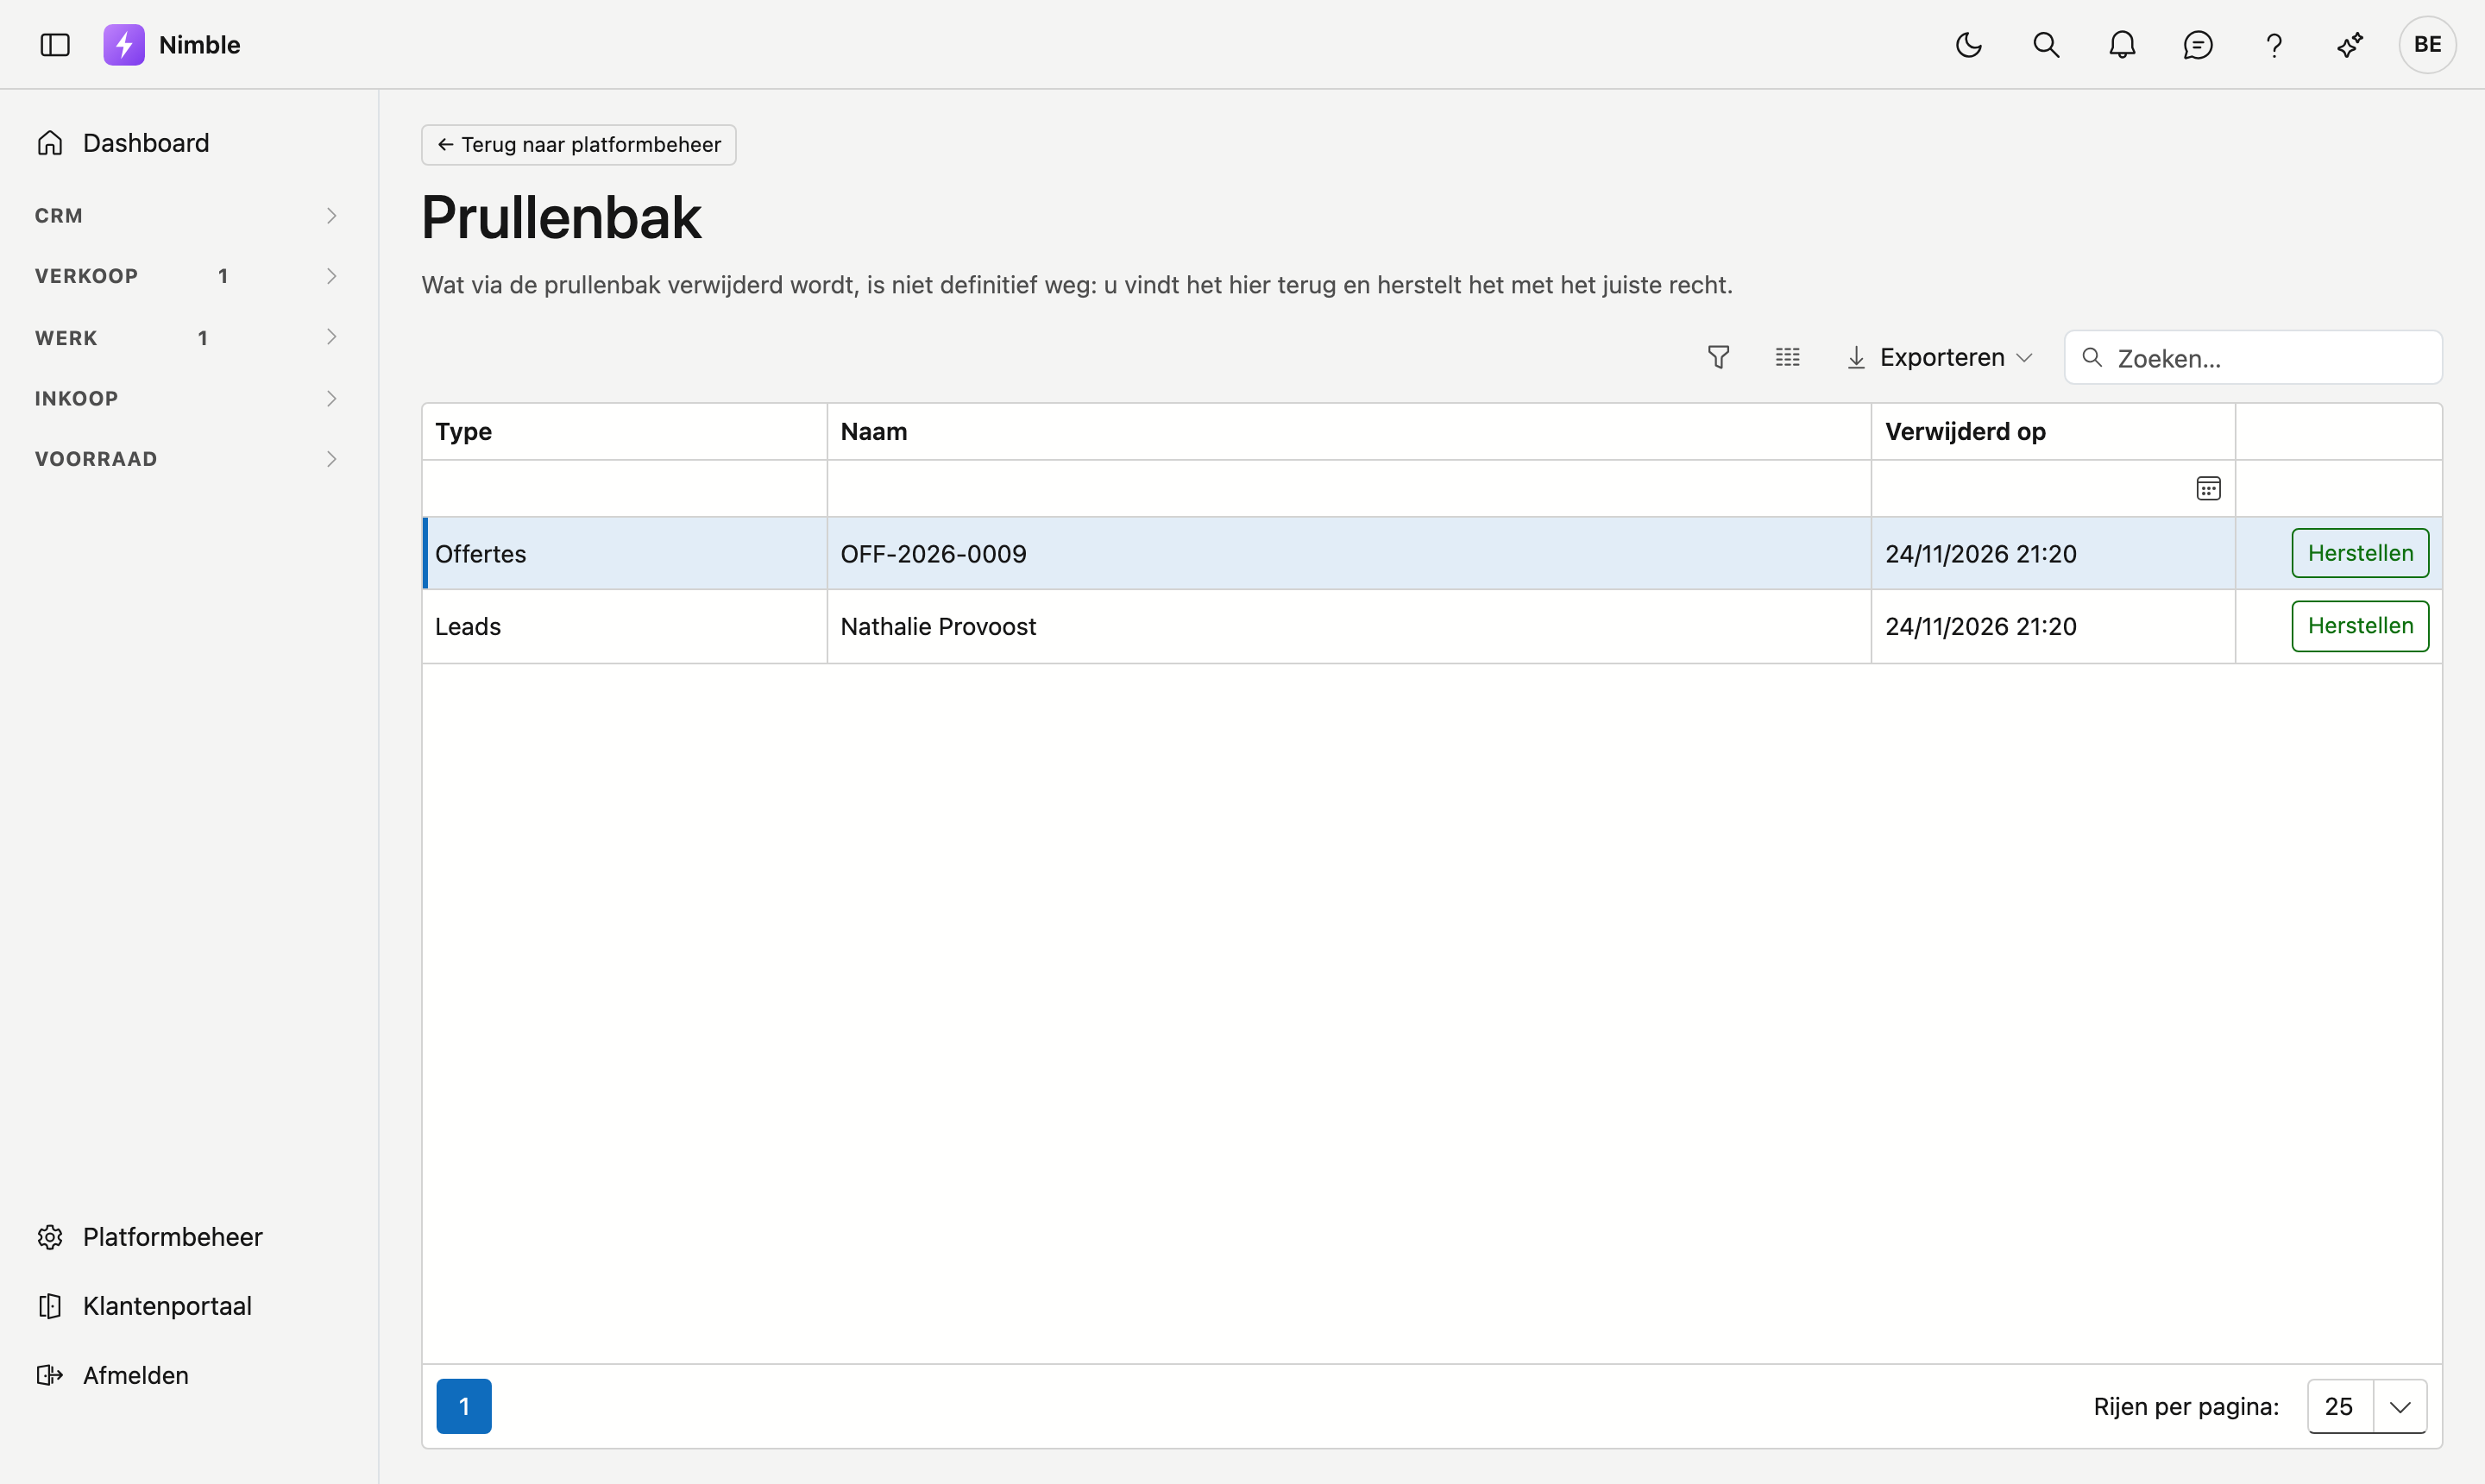 Nimble
BE
Dashboard
CRM
VERKOOP 1
WERK 1
INKOOP
VOORRAAD
Platformbeheer
Klantenportaal
Afmelden
← Terug naar platformbeheer
Prullenbak
Wat via de prullenbak verwijderd wordt, is niet definitief weg: u vindt het hier terug en herstelt het met het juiste recht.
Exporteren
Zoeken...
Type Naam Verwijderd op
Offertes OFF-2026-0009 24/11/2026 21:20 Herstellen
Leads Nathalie Provoost 24/11/2026 21:20 Herstellen
1
Rijen per pagina: 25